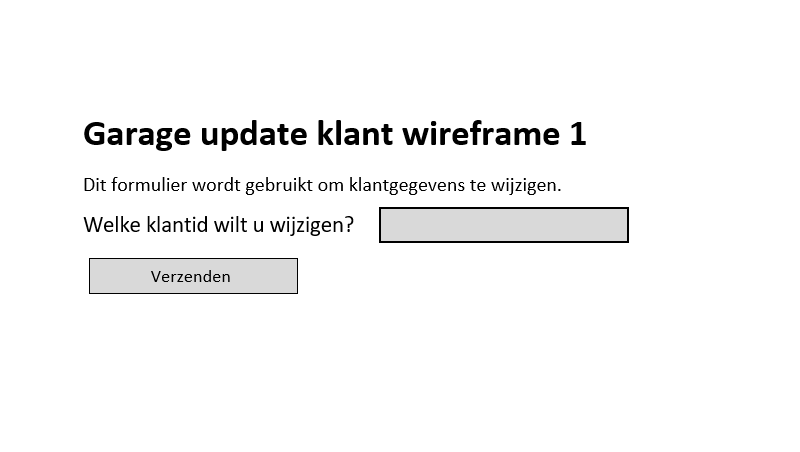 Garage update klant wireframe 1
Dit formulier wordt gebruikt om klantgegevens te wijzigen.
Welke klantid wilt u wijzigen?
Verzenden